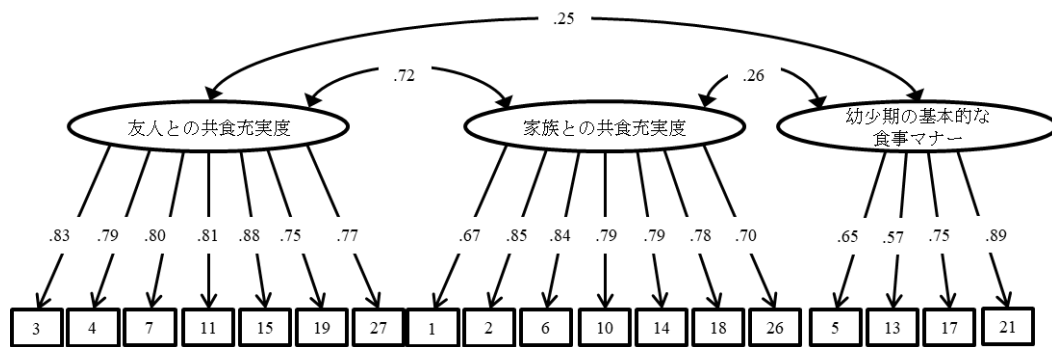 .25
.72
.26
友人との共食充実度
家族との共食充実度
幼少期の基本的な
食事マナー
.83 .79 .80 .81 .88 .75 .77 .67 .85 .84 .79 .79 .78 .70 .65 .57 .75 .89
3 4 7 11 15 19 27 1 2 6 10 14 18 26 5 13 17 21